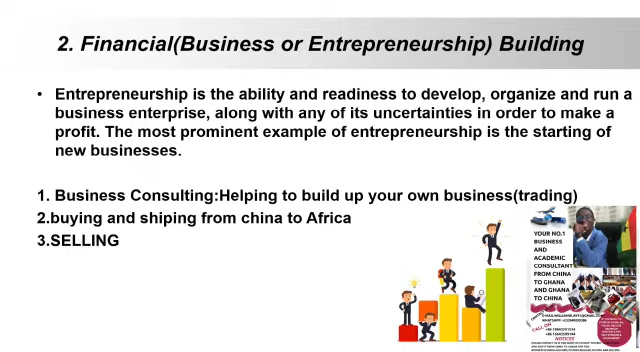 2. Financial(Business or Entrepreneurship) Building
• Entrepreneurship is the ability and readiness to develop, organize and run a
business enterprise, along with any of its uncertainties in order to make a
profit. The most prominent example of entrepreneurship is the starting of
new businesses.
1. Business Consulting:Helping to build up your own business(trading)
2.buying and shiping from china to Africa
3.SELLING
YOUR NO.1
BUSINESS
AND
ACADEMIC
CONSULTANT
FROM CHINA
TO GHANA
AND GHANA
TO CHINA
CALL ON
NOTICES